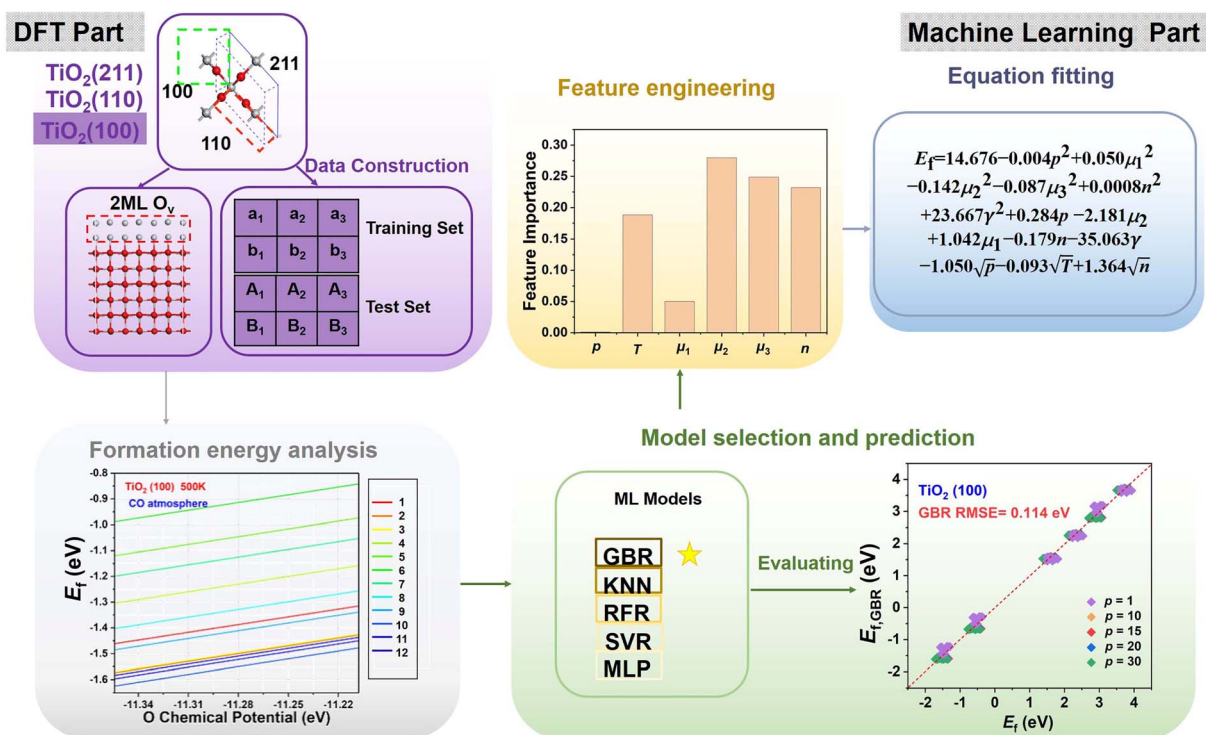 DFT Part
TiO₂(211)
TiO₂(110)
TiO₂(100)
100
211
110
Data Construction
2ML Oᵥ
a₁ a₂ a₃
b₁ b₂ b₃
A₁ A₂ A₃
B₁ B₂ B₃
Training Set
Test Set
Feature engineering
Feature Importance
0.30
0.25
0.20
0.15
0.10
0.05
0.00
p T μ₁ μ₂ μ₃ n
Machine Learning Part
Equation fitting
E_f=14.676−0.004p²+0.050μ₁²
−0.142μ₂²−0.087μ₃²+0.0008n²
+23.667γ²+0.284p −2.181μ₂
+1.042μ₁−0.179n−35.063γ
−1.050√p−0.093√T+1.364√n
Formation energy analysis
E_f (eV)
-0.8
-0.9
-1.0
-1.1
-1.2
-1.3
-1.4
-1.5
-1.6
TiO₂ (100) 500K
CO atmosphere
-11.34 -11.31 -11.28 -11.25 -11.22
O Chemical Potential (eV)
1
2
3
4
5
6
7
8
9
10
11
12
Model selection and prediction
ML Models
GBR
KNN
RFR
SVR
MLP
Evaluating
E_f,GBR (eV)
4
3
2
1
0
-1
-2
TiO₂ (100)
GBR RMSE= 0.114 eV
p = 1
p = 10
p = 15
p = 20
p = 30
-2 -1 0 1 2 3 4
E_f (eV)